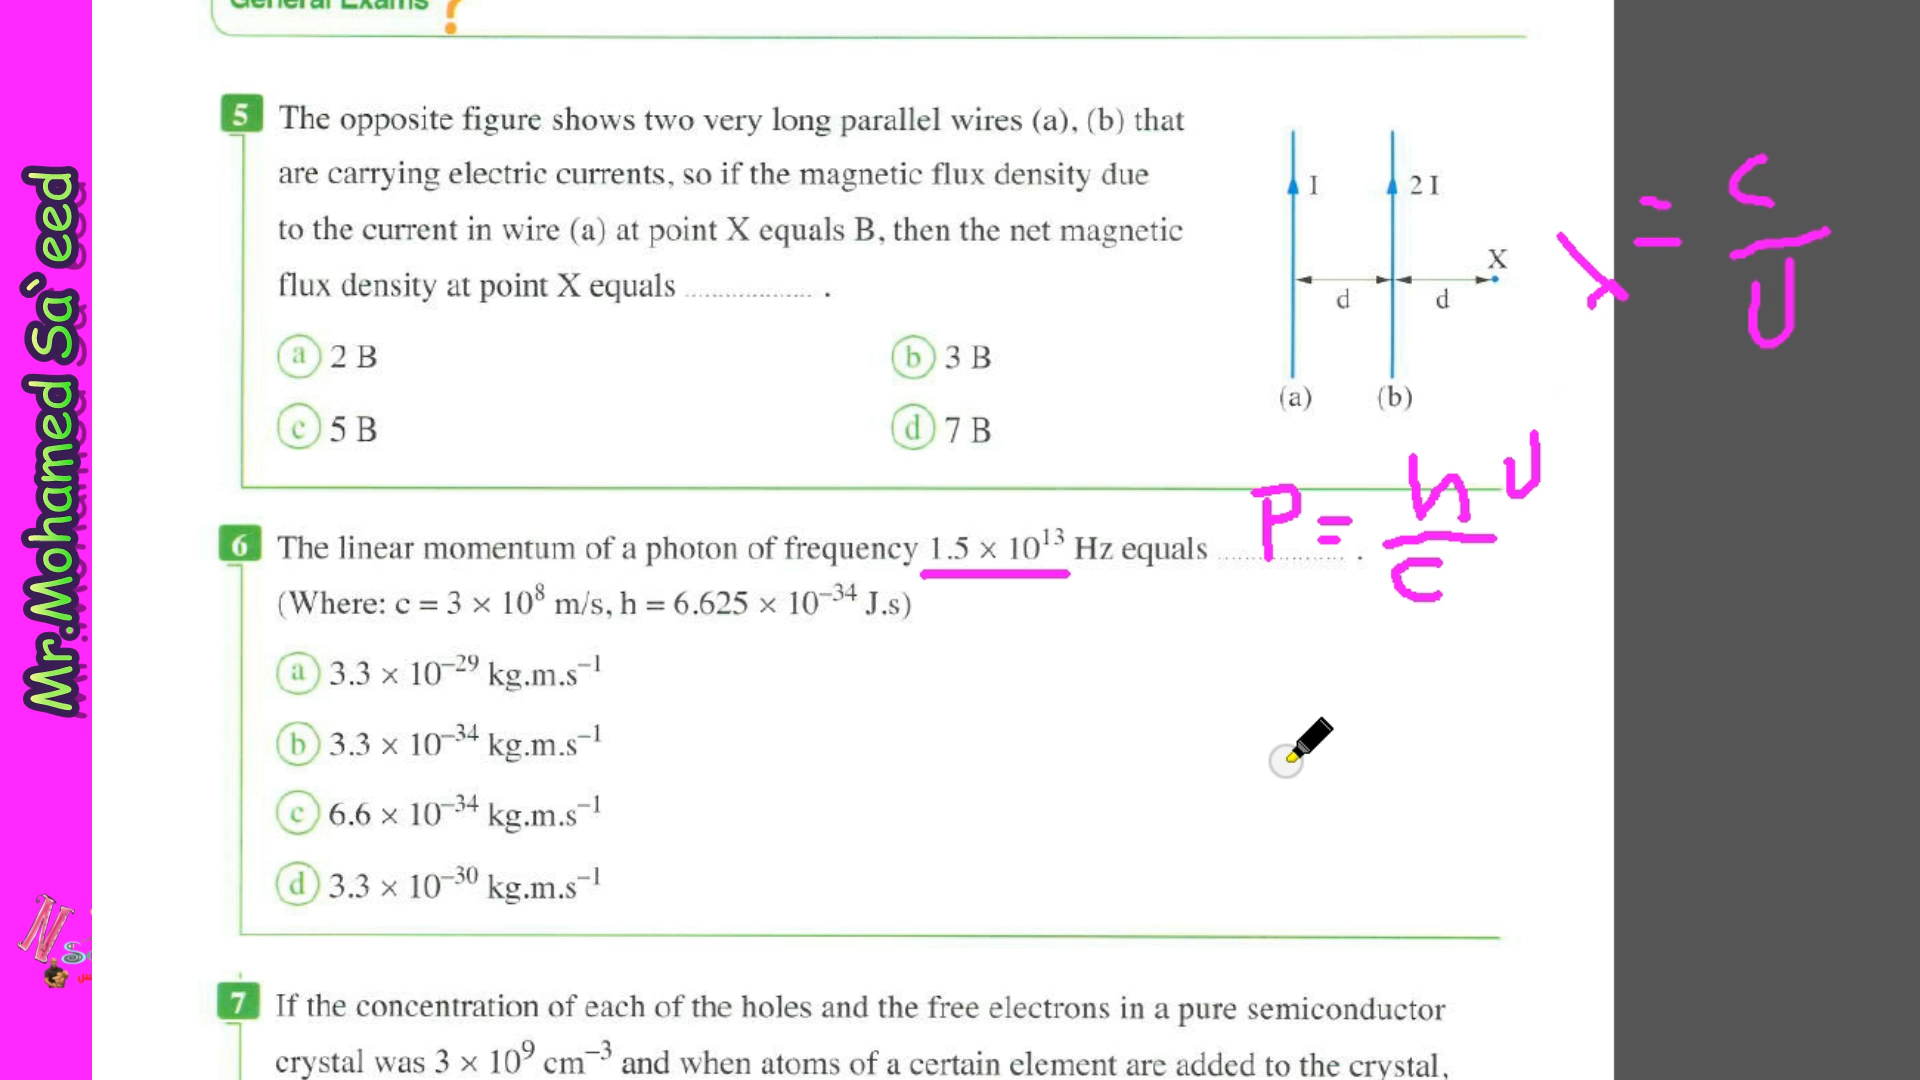 General Exams ?
5 The opposite figure shows two very long parallel wires (a), (b) that
are carrying electric currents, so if the magnetic flux density due
to the current in wire (a) at point X equals B, then the net magnetic
flux density at point X equals .................. .
a 2 B
b 3 B
c 5 B
d 7 B
I
2 I
X
d
d
(a)
(b)
λ = c / υ
P = hυ / c
6 The linear momentum of a photon of frequency 1.5 × 10¹³ Hz equals .................. .
(Where: c = 3 × 10⁸ m/s, h = 6.625 × 10⁻³⁴ J.s)
a 3.3 × 10⁻²⁹ kg.m.s⁻¹
b 3.3 × 10⁻³⁴ kg.m.s⁻¹
c 6.6 × 10⁻³⁴ kg.m.s⁻¹
d 3.3 × 10⁻³⁰ kg.m.s⁻¹
7 If the concentration of each of the holes and the free electrons in a pure semiconductor
crystal was 3 × 10⁹ cm⁻³ and when atoms of a certain element are added to the crystal,
Mr.Mohamed Sa`eed